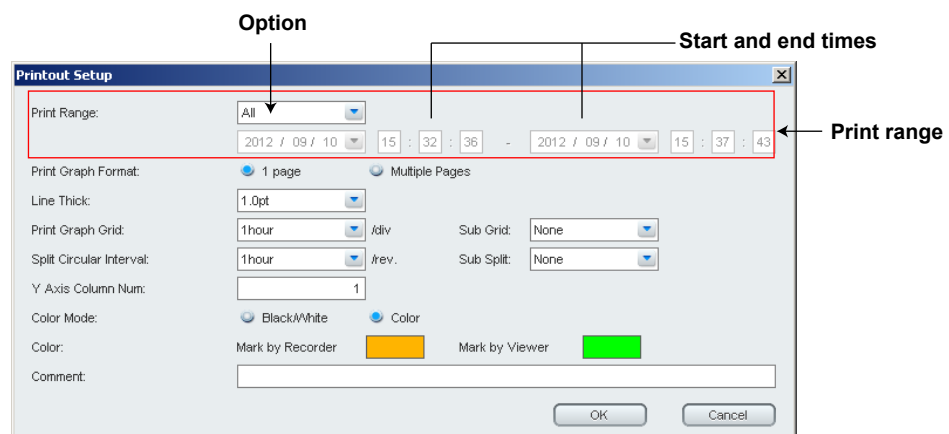 Option
Start and end times
Printout Setup
Print Range: All
2012 / 09 / 10 15 : 32 : 36 - 2012 / 09 / 10 15 : 37 : 43
Print range
Print Graph Format: 1 page Multiple Pages
Line Thick: 1.0pt
Print Graph Grid: 1hour /div Sub Grid: None
Split Circular Interval: 1hour /rev. Sub Split: None
Y Axis Column Num: 1
Color Mode: Black/White Color
Color: Mark by Recorder Mark by Viewer
Comment:
OK Cancel